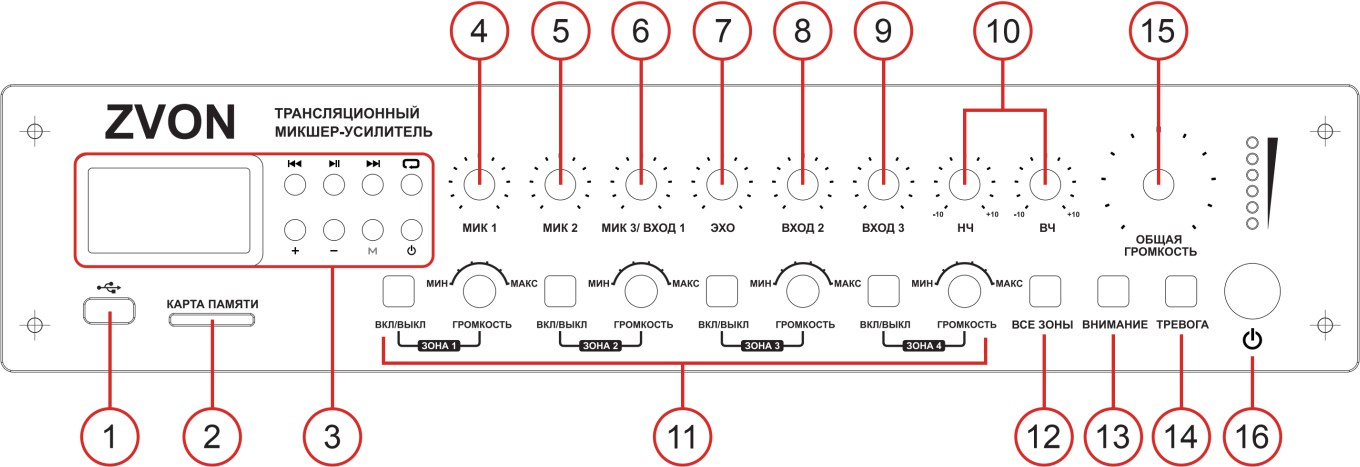 4 5 6 7 8 9 10 15
ZVON
ТРАНСЛЯЦИОННЫЙ
МИКШЕР-УСИЛИТЕЛЬ
+ − M
МИК 1 МИК 2 МИК 3/ ВХОД 1 ЭХО ВХОД 2 ВХОД 3
-10 +10 -10 +10
НЧ ВЧ
ОБЩАЯ
ГРОМКОСТЬ
КАРТА ПАМЯТИ
МИН МАКС МИН МАКС МИН МАКС МИН МАКС
ВКЛ/ВЫКЛ ГРОМКОСТЬ ВКЛ/ВЫКЛ ГРОМКОСТЬ ВКЛ/ВЫКЛ ГРОМКОСТЬ ВКЛ/ВЫКЛ ГРОМКОСТЬ ВСЕ ЗОНЫ ВНИМАНИЕ ТРЕВОГА
ЗОНА 1 ЗОНА 2 ЗОНА 3 ЗОНА 4
1 2 3 11 12 13 14 16